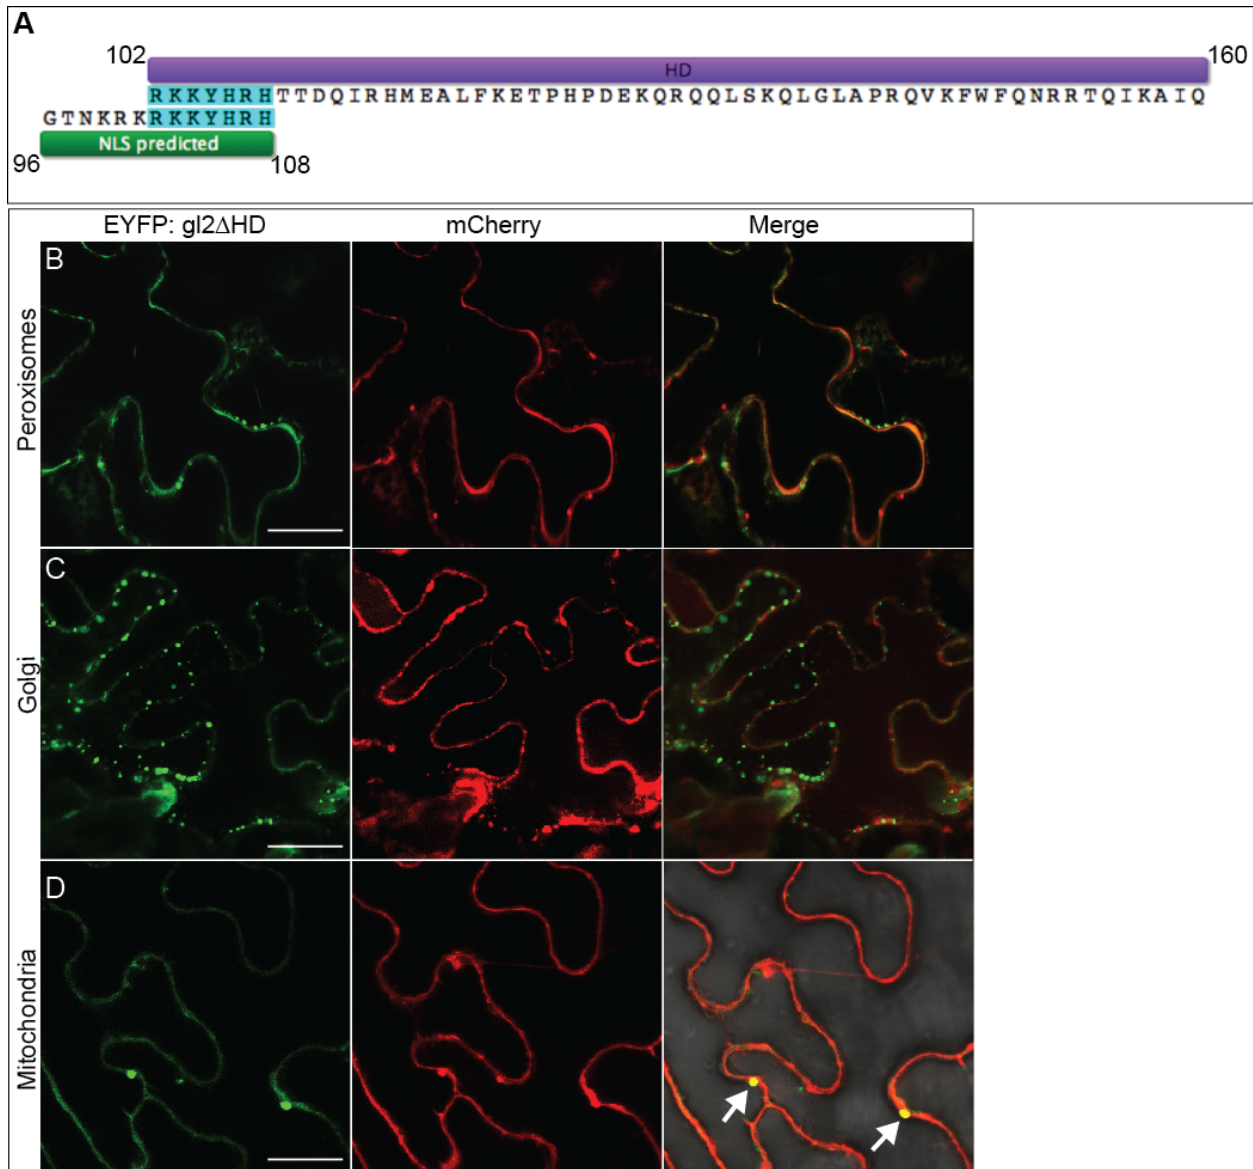 A
102
160
HD
RKKYHRHTTDQIRHMEALFKETPHPDEKQRQQLSKQLGLAPRQVKFWFQNRRTQIKAIQ
GTNKRKRKKYHRH
NLS predicted
96
108
EYFP: gl2ΔHD mCherry Merge
B
Peroxisomes
C
Golgi
D
Mitochondria